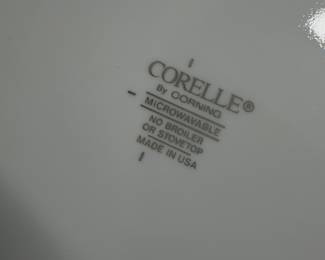 CORELLE®
By CORNING
MICROWAVABLE
NO BROILER
OR STOVETOP
MADE IN USA